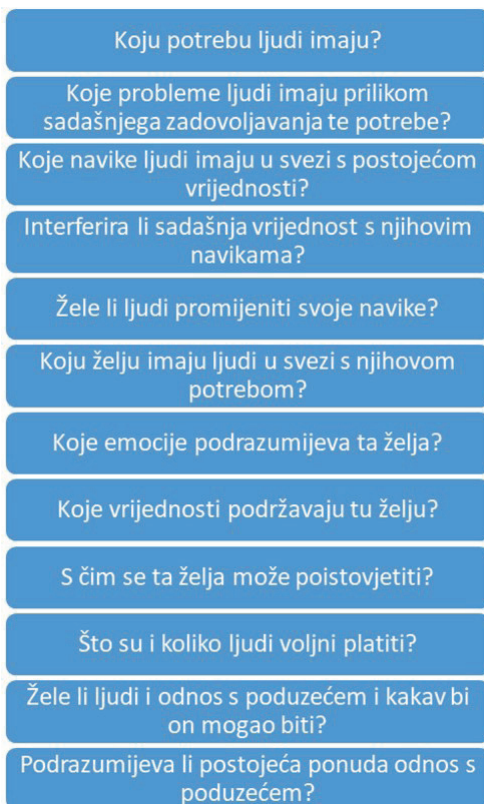 Koju potrebu ljudi imaju?
Koje probleme ljudi imaju prilikom
sadašnjega zadovoljavanja te potrebe?
Koje navike ljudi imaju u svezi s postojećom
vrijednosti?
Interferira li sadašnja vrijednost s njihovim
navikama?
Žele li ljudi promijeniti svoje navike?
Koju želju imaju ljudi u svezi s njihovom
potrebom?
Koje emocije podrazumijeva ta želja?
Koje vrijednosti podržavaju tu želju?
S čim se ta želja može poistovjetiti?
Što su i koliko ljudi voljni platiti?
Žele li ljudi i odnos s poduzećem i kakav bi
on mogao biti?
Podrazumijeva li postojeća ponuda odnos s
poduzećem?